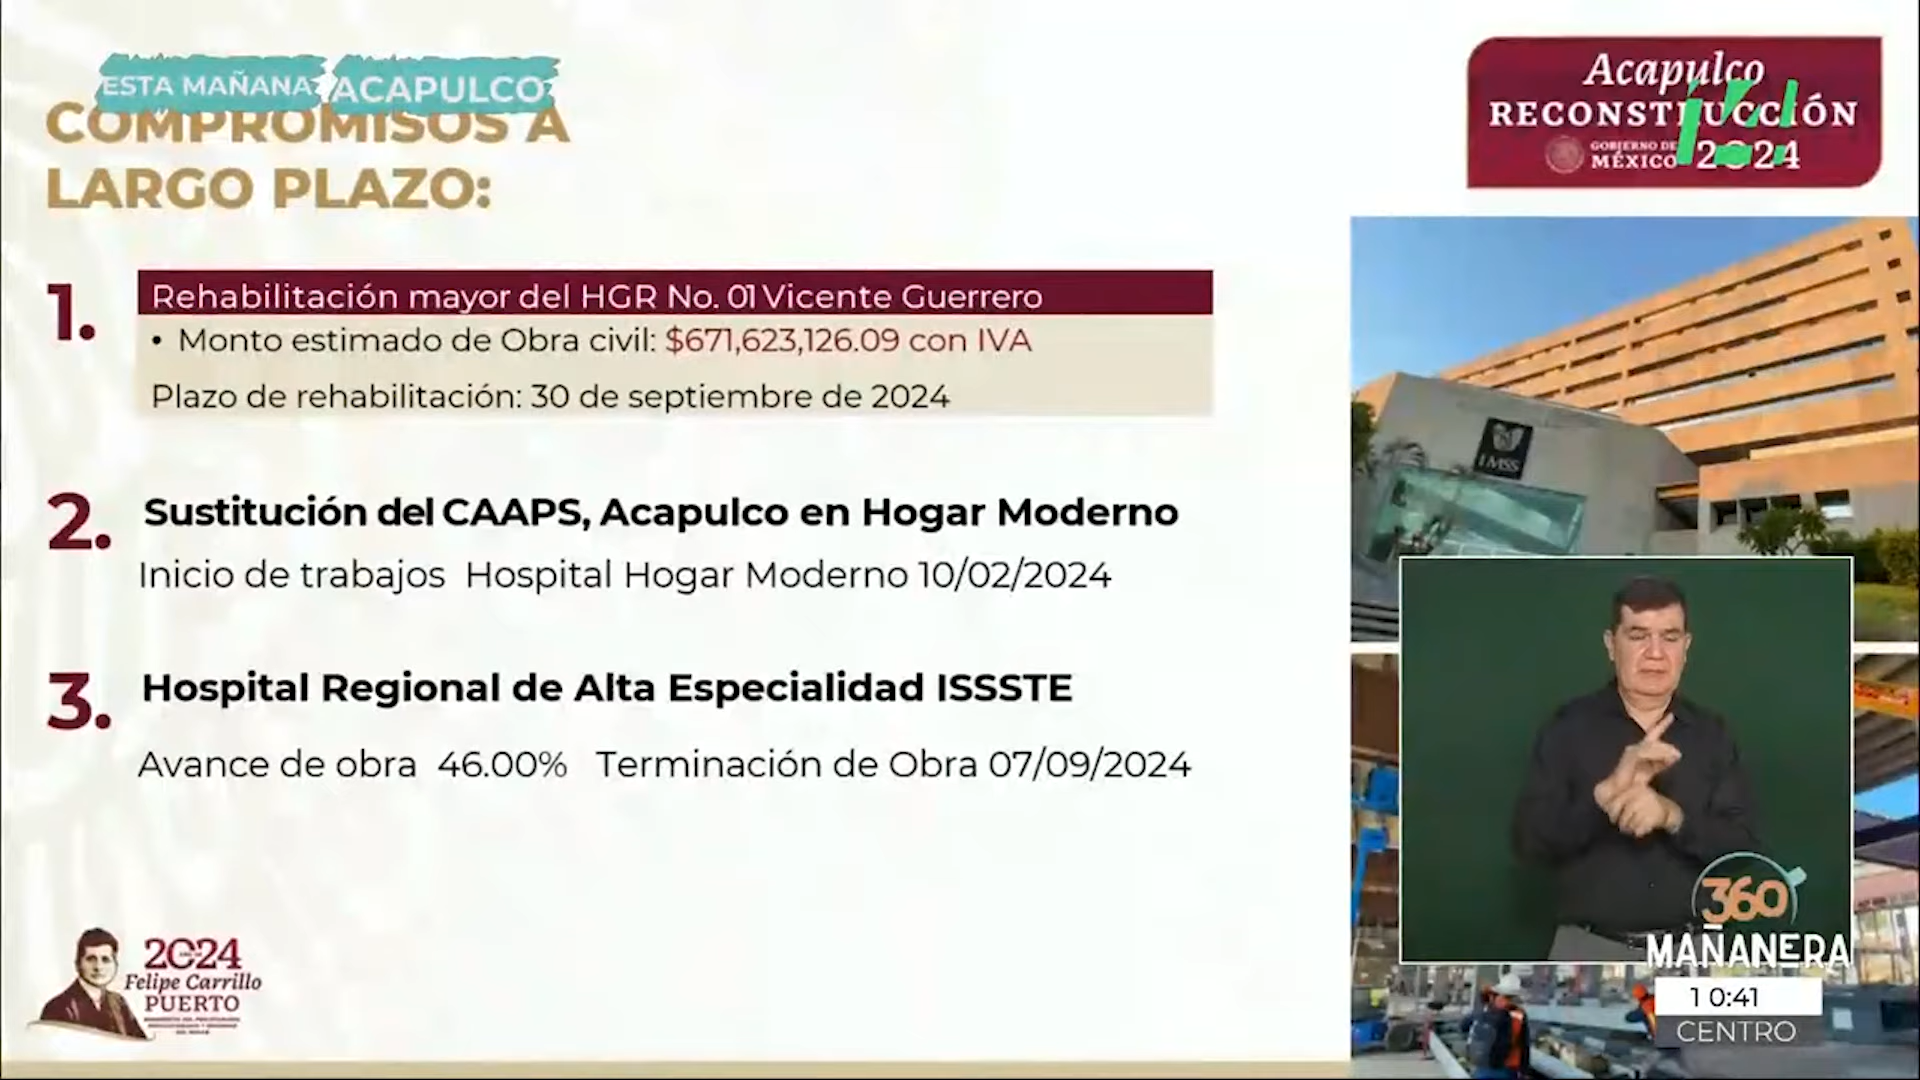 ESTA MAÑANA ACAPULCO
COMPROMISOS A
LARGO PLAZO:
Acapulco
RECONSTRUCCIÓN
GOBIERNO DE
MÉXICO 2024
1. Rehabilitación mayor del HGR No. 01 Vicente Guerrero
• Monto estimado de Obra civil: $671,623,126.09 con IVA
Plazo de rehabilitación: 30 de septiembre de 2024
2. Sustitución del CAAPS, Acapulco en Hogar Moderno
Inicio de trabajos Hospital Hogar Moderno 10/02/2024
3. Hospital Regional de Alta Especialidad ISSSTE
Avance de obra 46.00% Terminación de Obra 07/09/2024
IMSS
2024
Felipe Carrillo
PUERTO
360
MAÑANERA
10:41
CENTRO